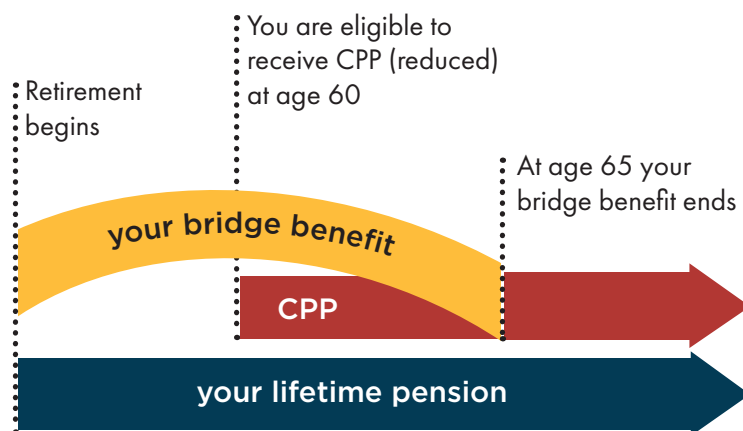 You are eligible to
receive CPP (reduced)
at age 60
Retirement
begins
At age 65 your
bridge benefit ends
your bridge benefit
CPP
your lifetime pension